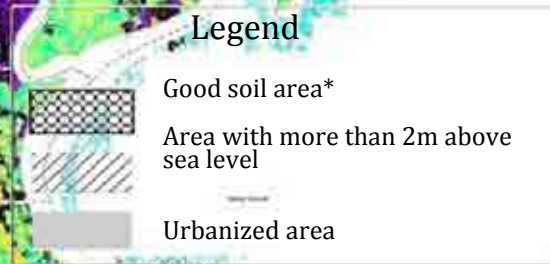 Legend
Good soil area*
Area with more than 2m above
sea level
Urbanized area